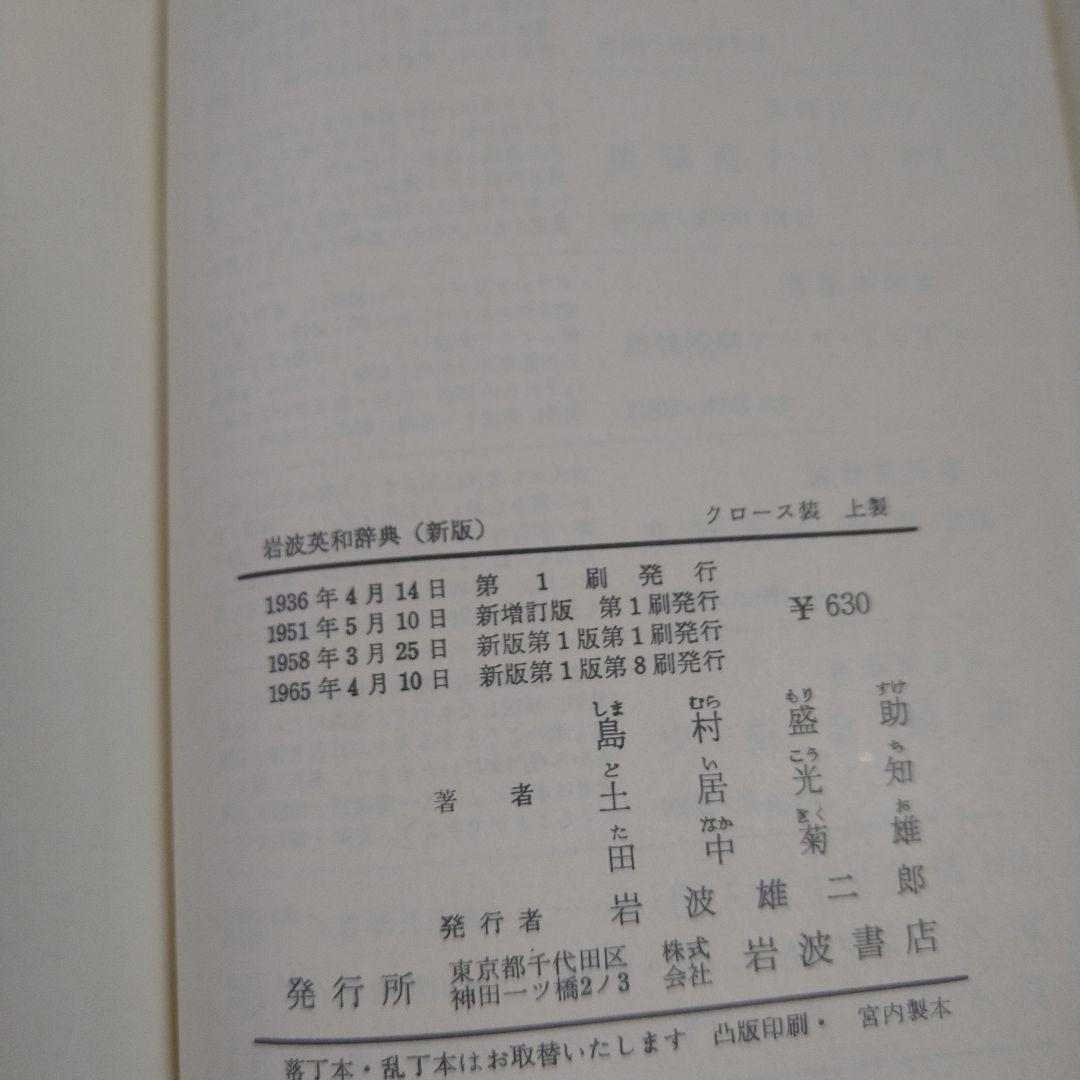 岩波英和辞典（新版） クロース装 上製
1936年4月14日 第1刷発行
1951年5月10日 新増訂版 第1刷発行 ￥630
1958年3月25日 新版第1版第1刷発行
1965年4月10日 新版第1版第8刷発行
しま むら もり すけ
島村盛助
と い こう ち
著者 土居光知
た なか きく お
田中菊雄
発行者 岩波雄二郎
発行所 東京都千代田区 株式 岩波書店
神田一ツ橋2ノ3 会社
落丁本・乱丁本はお取替いたします 凸版印刷・宮内製本